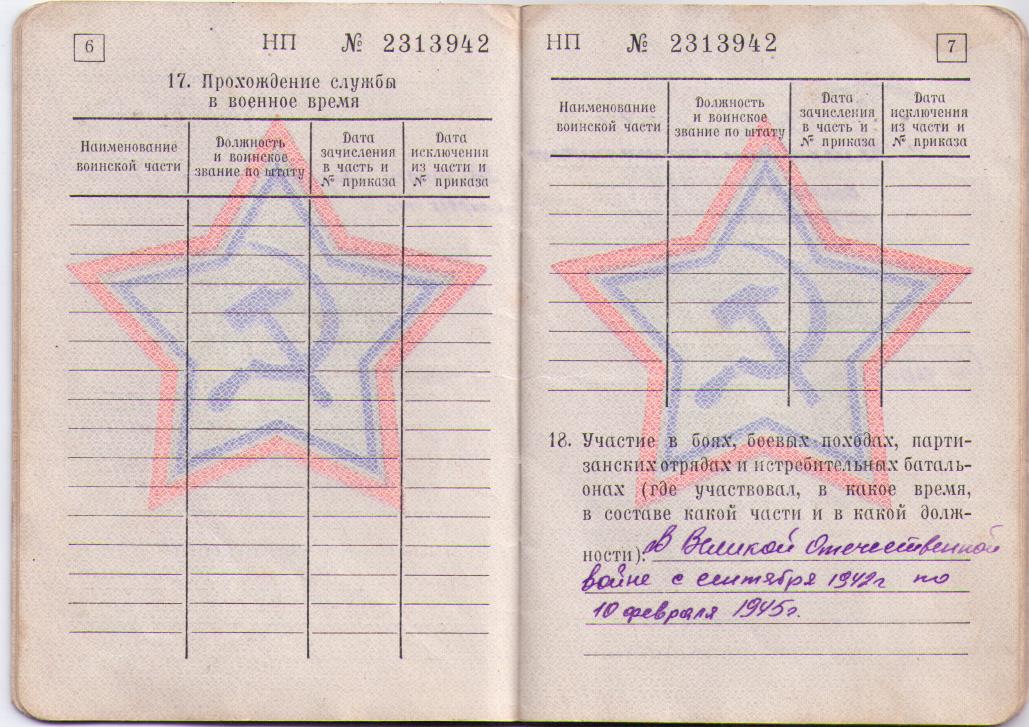 6
НП № 2313942
17. Прохождение службы
в военное время
Наименование
воинской части
Должность
и воинское
звание по штату
Дата
зачисления
в часть и
№ приказа
Дата
исключения
из части и
№ приказа
НП № 2313942
7
Наименование
воинской части
Должность
и воинское
звание по штату
Дата
зачисления
в часть и
№ приказа
Дата
исключения
из части и
№ приказа
18. Участие в боях, боевых походах, парти-
занских отрядах и истребительных баталь-
онах (где участвовал, в какое время,
в составе какой части и в какой долж-
ности): В Великой Отечественной
войне с сентября 1942г по
10 февраля 1945г.